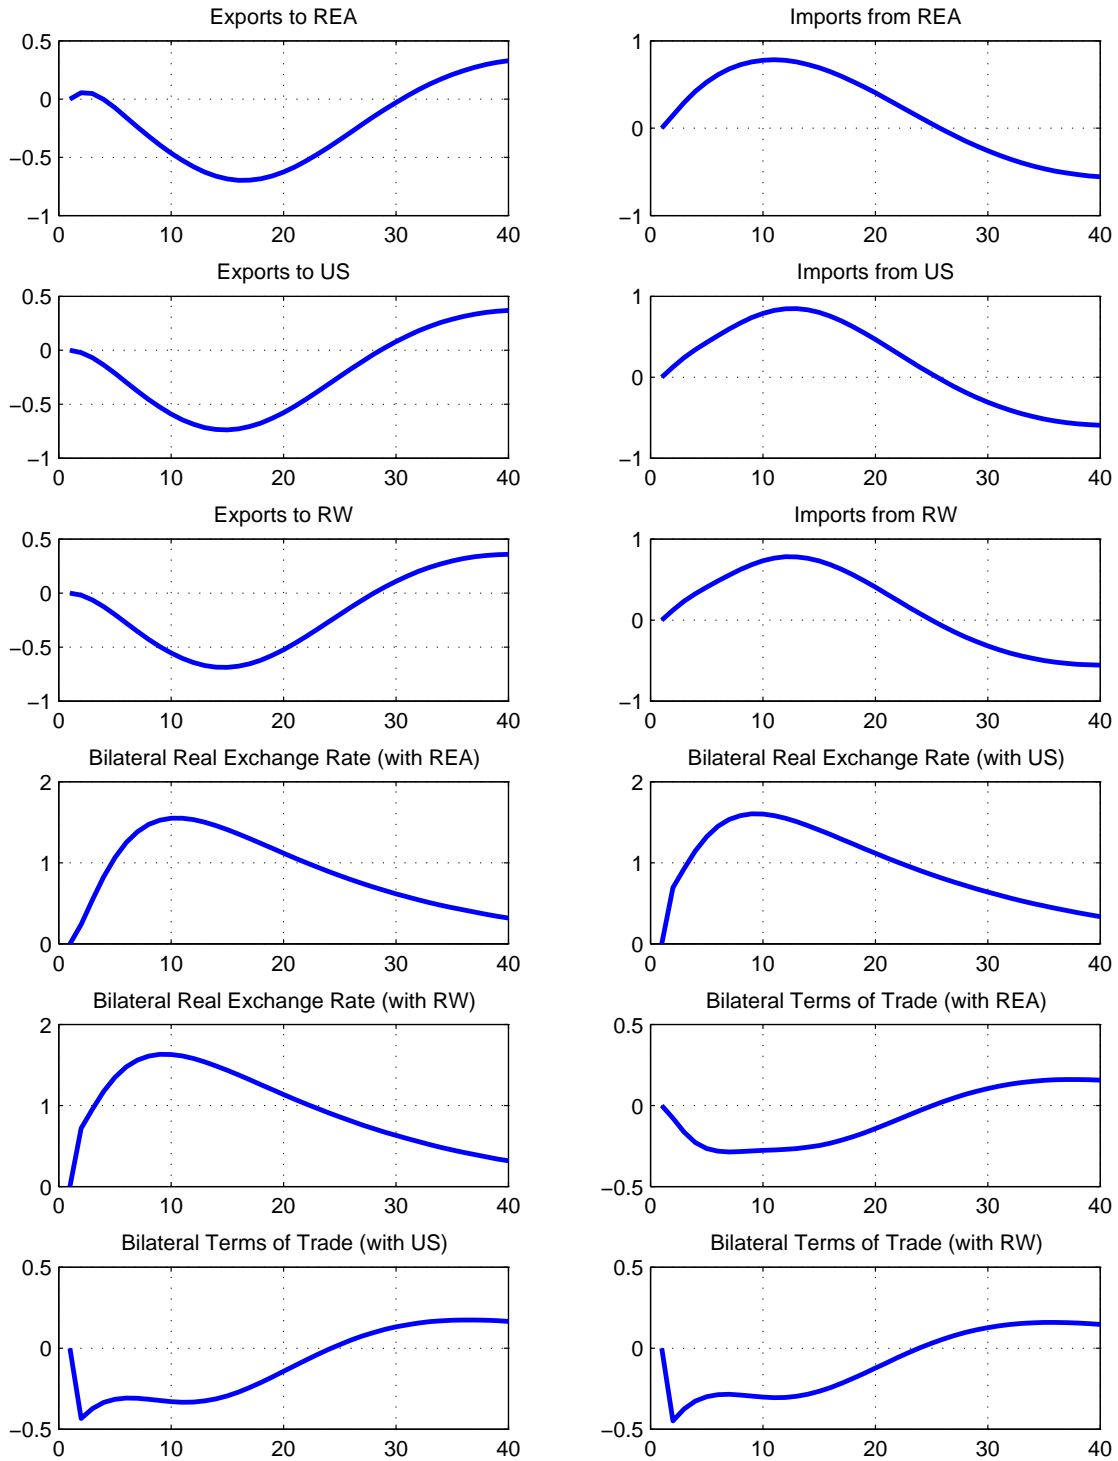 Exports to REA
Imports from REA
0.5
0
−0.5
−1
0 10 20 30 40
1
0
−1
0 10 20 30 40
Exports to US
Imports from US
0.5
0
−0.5
−1
0 10 20 30 40
1
0
−1
0 10 20 30 40
Exports to RW
Imports from RW
0.5
0
−0.5
−1
0 10 20 30 40
1
0
−1
0 10 20 30 40
Bilateral Real Exchange Rate (with REA)
Bilateral Real Exchange Rate (with US)
2
1
0
0 10 20 30 40
2
1
0
0 10 20 30 40
Bilateral Real Exchange Rate (with RW)
Bilateral Terms of Trade (with REA)
2
1
0
0 10 20 30 40
0.5
0
−0.5
0 10 20 30 40
Bilateral Terms of Trade (with US)
Bilateral Terms of Trade (with RW)
0.5
0
−0.5
0 10 20 30 40
0.5
0
−0.5
0 10 20 30 40